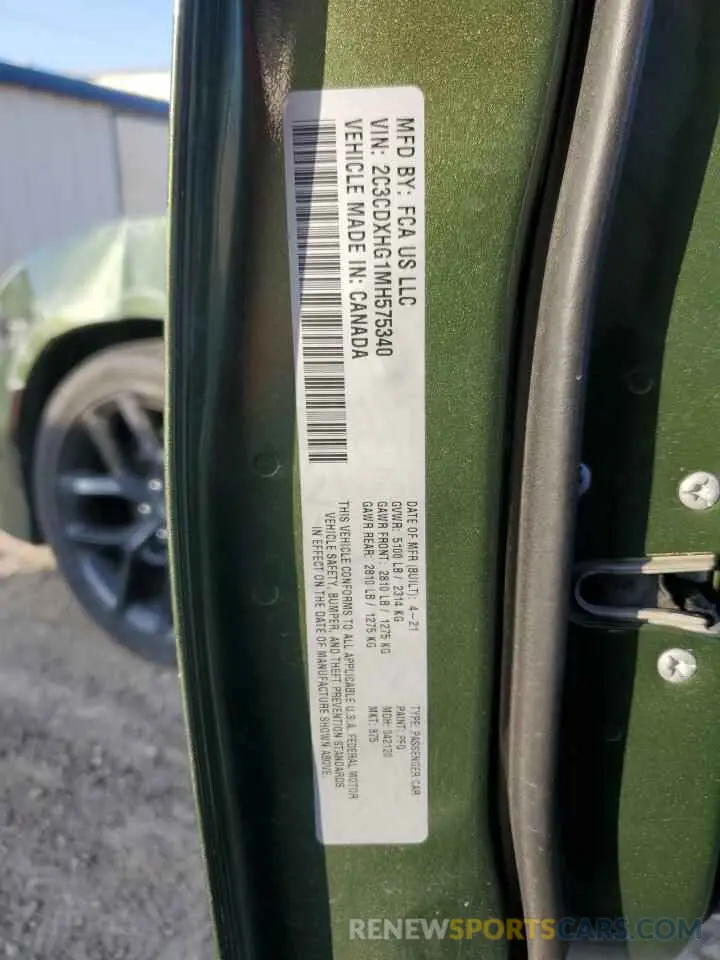 MFD BY: FCA US LLC
VIN: 2C3CDXHG1MH575340
VEHICLE MADE IN: CANADA
DATE OF MFR (BUILT): 4-21
GVWR: 5100 LB / 2314 KG
GAWR FRONT: 2810 LB / 1275 KG
GAWR REAR: 2810 LB / 1275 KG
THIS VEHICLE CONFORMS TO ALL APPLICABLE U.S.A. FEDERAL MOTOR
VEHICLE SAFETY, BUMPER, AND THEFT PREVENTION STANDARDS
IN EFFECT ON THE DATE OF MANUFACTURE SHOWN ABOVE.
TYPE: PASSENGER CAR
PAINT: PFQ
MDH: 042120
MKT:
RENEWSPORTSCARS.COM